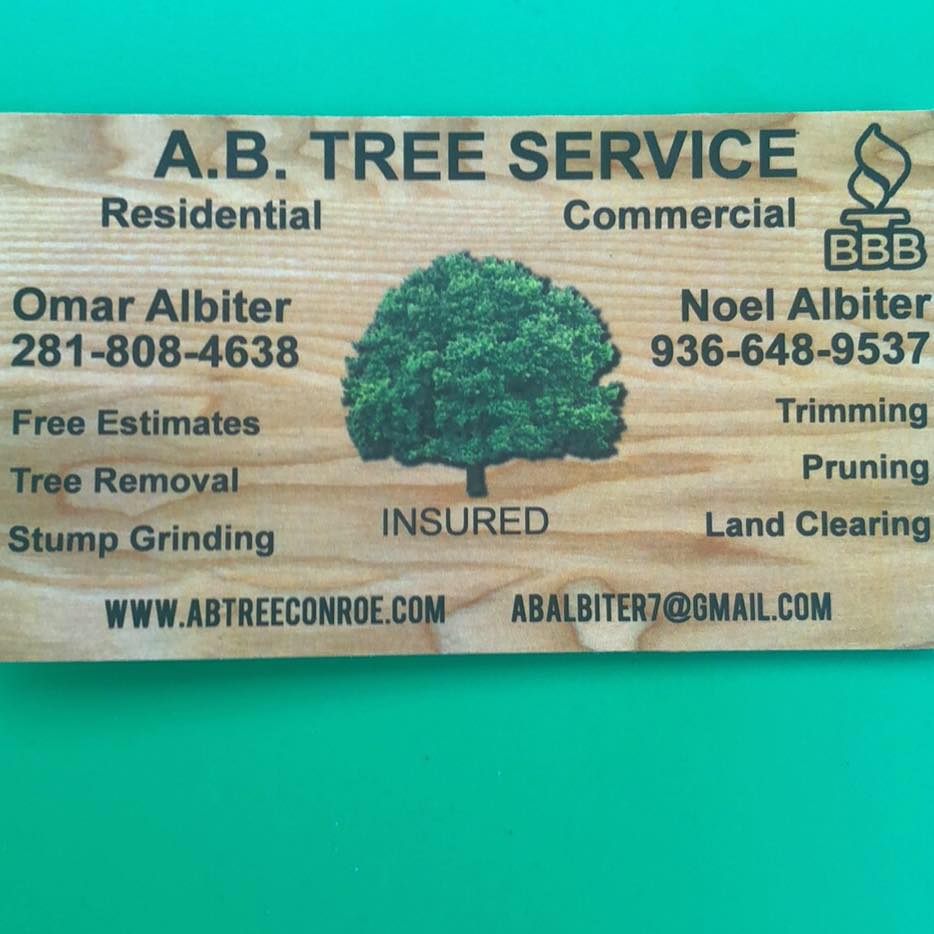 A.B. TREE SERVICE
Residential Commercial
BBB
Omar Albiter
281-808-4638
Noel Albiter
936-648-9537
Free Estimates
Tree Removal
Stump Grinding
Trimming
Pruning
Land Clearing
INSURED
WWW.ABTREECONROE.COM ABALBITER7@GMAIL.COM